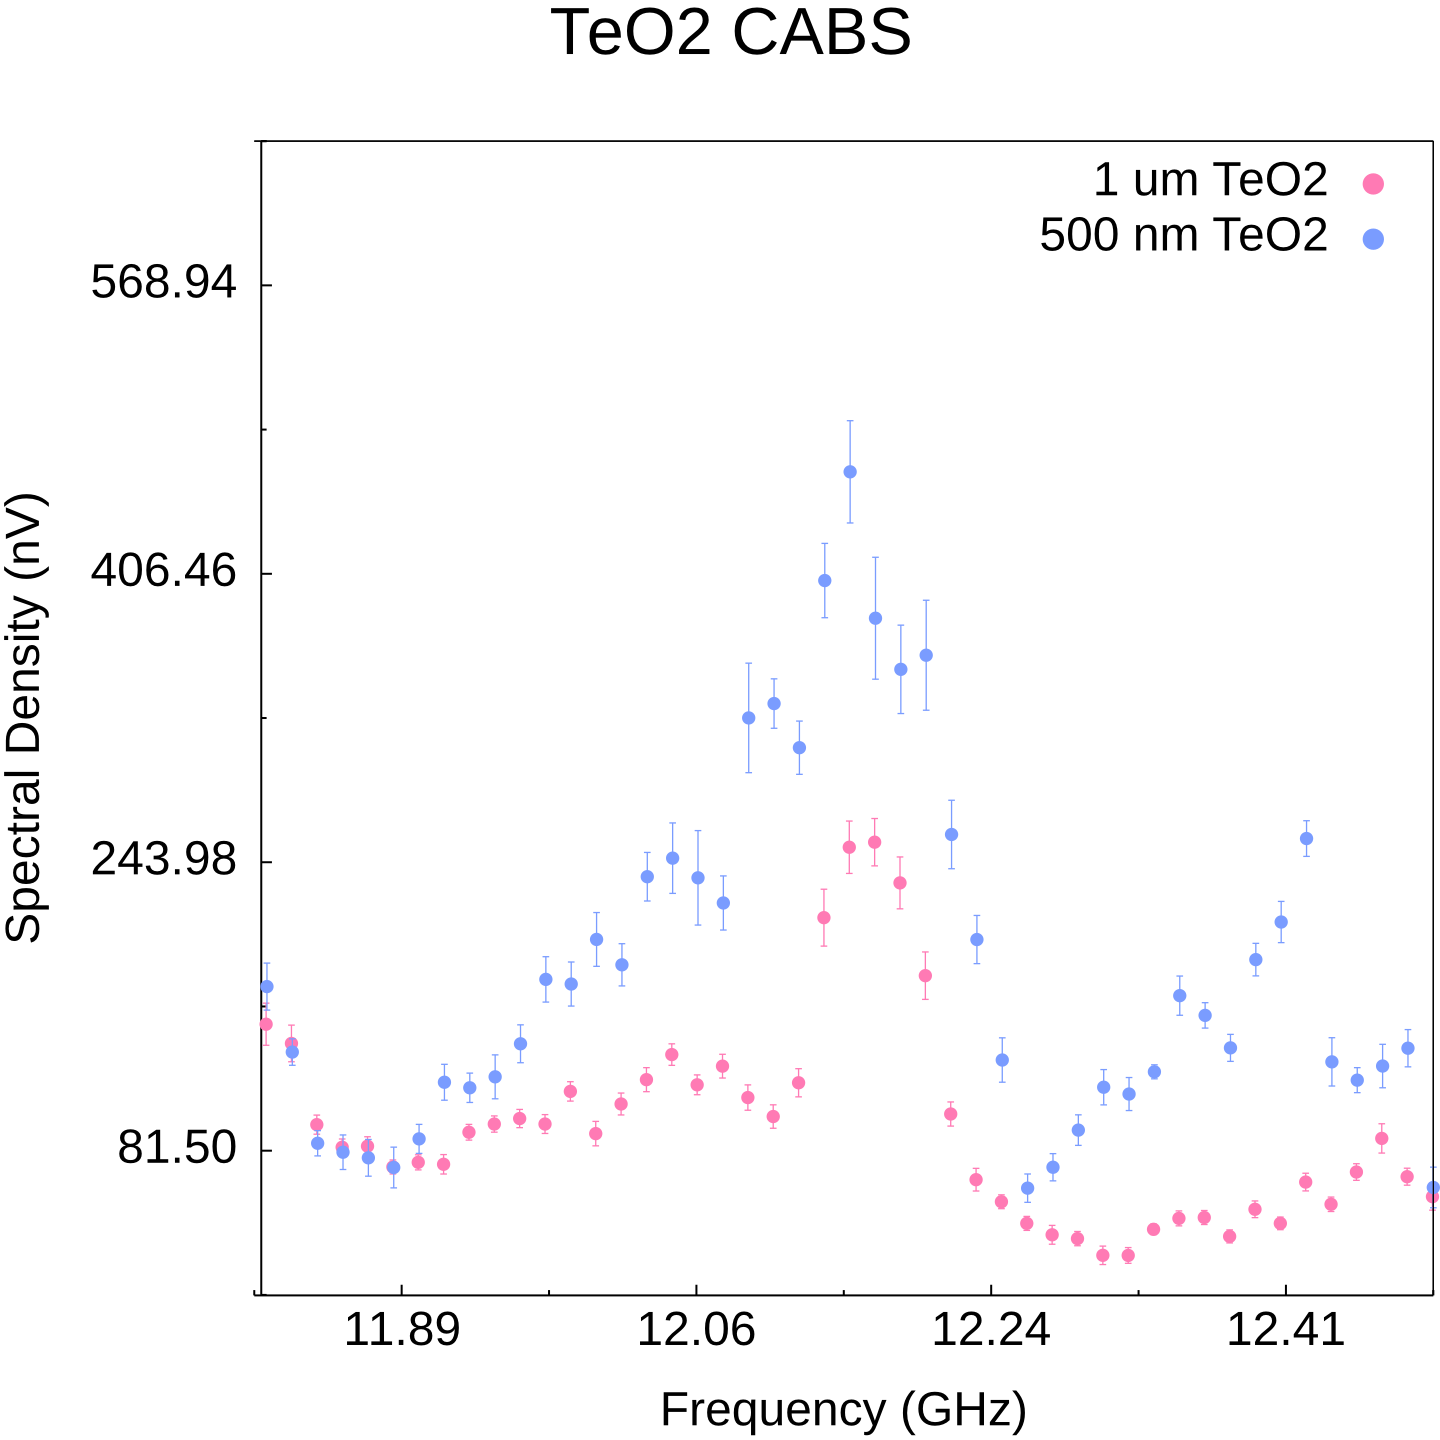 TeO2 CABS
1 um TeO2
500 nm TeO2
568.94
406.46
243.98
81.50
Spectral Density (nV)
11.89
12.06
12.24
12.41
Frequency (GHz)